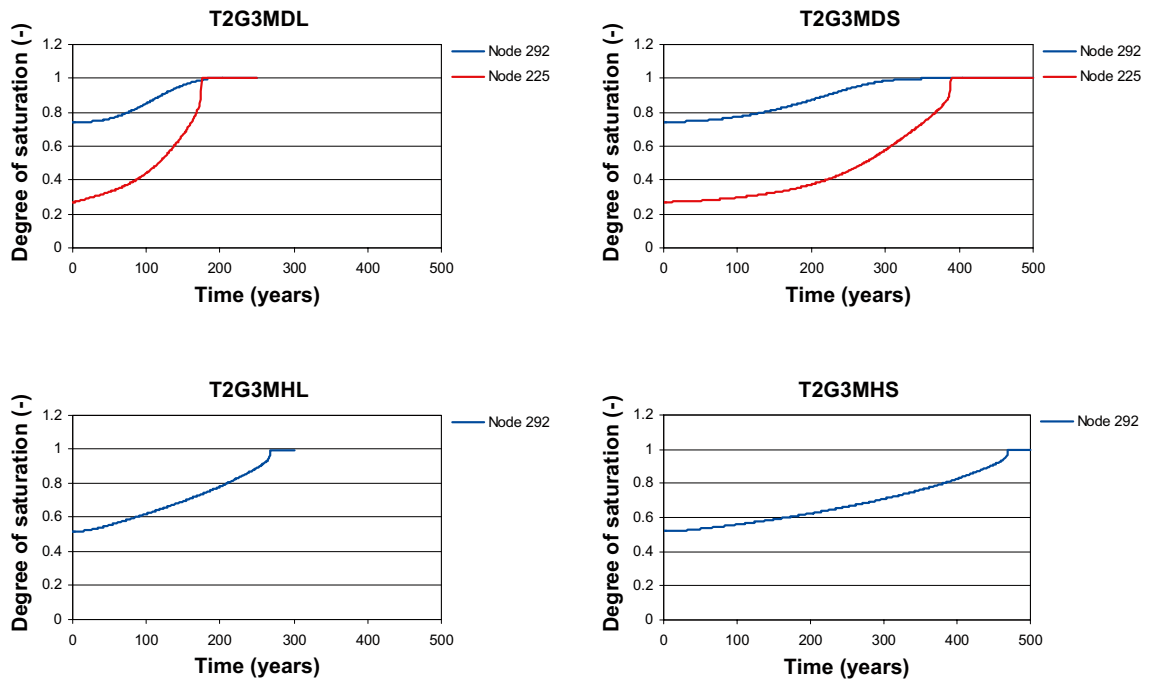 T2G3MDL
Degree of saturation (-)
1.2
1
0.8
0.6
0.4
0.2
0
0 100 200 300 400 500
Time (years)
Node 292
Node 225
T2G3MDS
Degree of saturation (-)
1.2
1
0.8
0.6
0.4
0.2
0
0 100 200 300 400 500
Time (years)
Node 292
Node 225
T2G3MHL
Degree of saturation (-)
1.2
1
0.8
0.6
0.4
0.2
0
0 100 200 300 400 500
Time (years)
Node 292
T2G3MHS
Degree of saturation (-)
1.2
1
0.8
0.6
0.4
0.2
0
0 100 200 300 400 500
Time (years)
Node 292